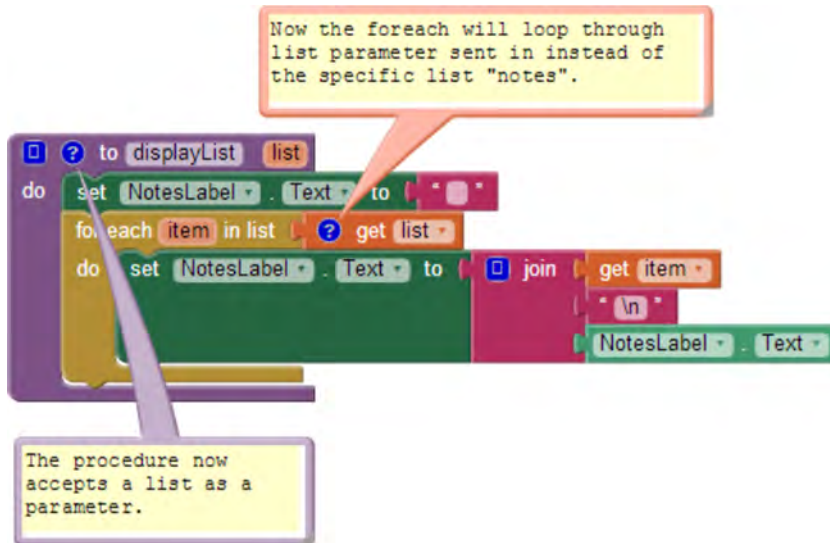 Now the foreach will loop through
list parameter sent in instead of
the specific list "notes".
? to displayList list
do set NotesLabel . Text to " "
for each item in list ? get list
do set NotesLabel . Text to join get item
" \n "
NotesLabel . Text
The procedure now
accepts a list as a
parameter.